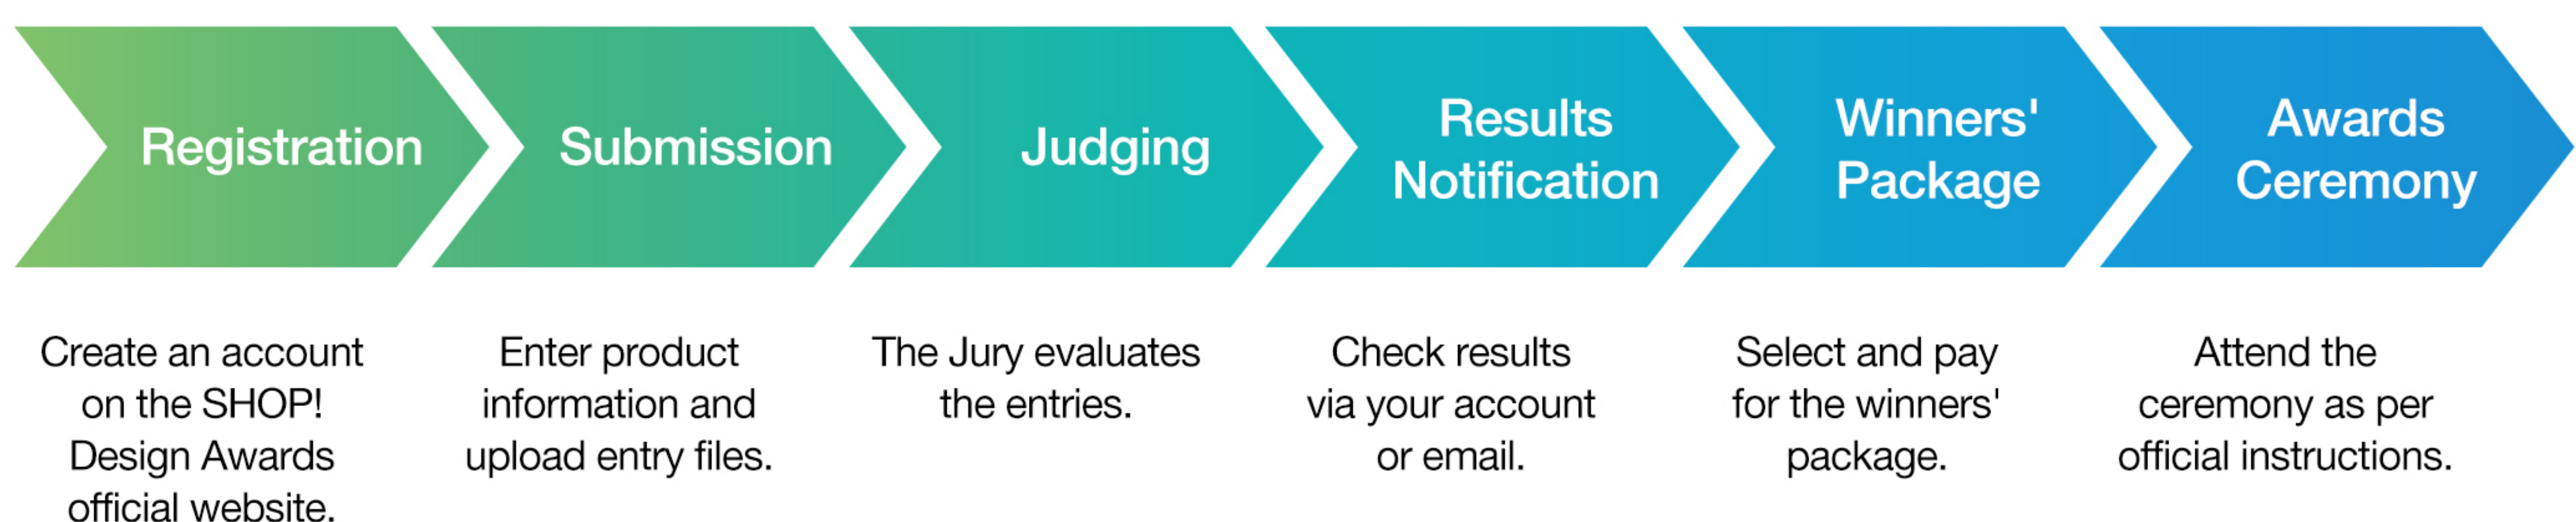 Registration
Submission
Judging
Results
Notification
Winners'
Package
Awards
Ceremony
Create an account
on the SHOP!
Design Awards
official website.
Enter product
information and
upload entry files.
The Jury evaluates
the entries.
Check results
via your account
or email.
Select and pay
for the winners'
package.
Attend the
ceremony as per
official instructions.